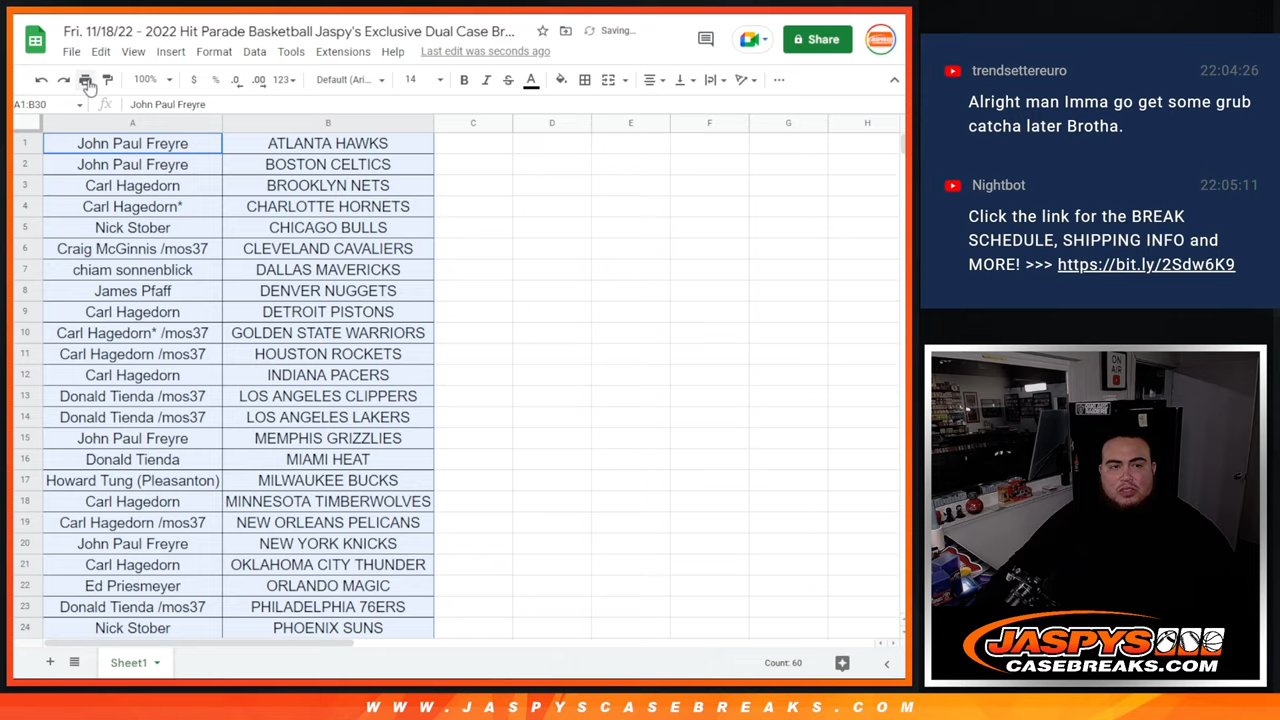 Fri. 11/18/22 - 2022 Hit Parade Basketball Jaspy's Exclusive Dual Case Br...
Saving...
Share
File Edit View Insert Format Data Tools Extensions Help Last edit was seconds ago
100% $ % .0 .00 123 Default (Ari... 14 B I S A
A1:B30 fx John Paul Freyre
A B C D E F G H
1 John Paul Freyre ATLANTA HAWKS
2 John Paul Freyre BOSTON CELTICS
3 Carl Hagedorn BROOKLYN NETS
4 Carl Hagedorn* CHARLOTTE HORNETS
5 Nick Stober CHICAGO BULLS
6 Craig McGinnis /mos37 CLEVELAND CAVALIERS
7 chiam sonnenblick DALLAS MAVERICKS
8 James Pfaff DENVER NUGGETS
9 Carl Hagedorn DETROIT PISTONS
10 Carl Hagedorn* /mos37 GOLDEN STATE WARRIORS
11 Carl Hagedorn /mos37 HOUSTON ROCKETS
12 Carl Hagedorn INDIANA PACERS
13 Donald Tienda /mos37 LOS ANGELES CLIPPERS
14 Donald Tienda /mos37 LOS ANGELES LAKERS
15 John Paul Freyre MEMPHIS GRIZZLIES
16 Donald Tienda MIAMI HEAT
17 Howard Tung (Pleasanton) MILWAUKEE BUCKS
18 Carl Hagedorn MINNESOTA TIMBERWOLVES
19 Carl Hagedorn /mos37 NEW ORLEANS PELICANS
20 John Paul Freyre NEW YORK KNICKS
21 Carl Hagedorn OKLAHOMA CITY THUNDER
22 Ed Priesmeyer ORLANDO MAGIC
23 Donald Tienda /mos37 PHILADELPHIA 76ERS
24 Nick Stober PHOENIX SUNS
Sheet1
Count: 60
trendsettereuro 22:04:26
Alright man Imma go get some grub
catcha later Brotha.
Nightbot 22:05:11
Click the link for the BREAK
SCHEDULE, SHIPPING INFO and
MORE! >>> https://bit.ly/2Sdw6K9
ON
AIR
JASPYS
CASEBREAKS.COM
WWW.JASPYSCASEBREAKS.COM